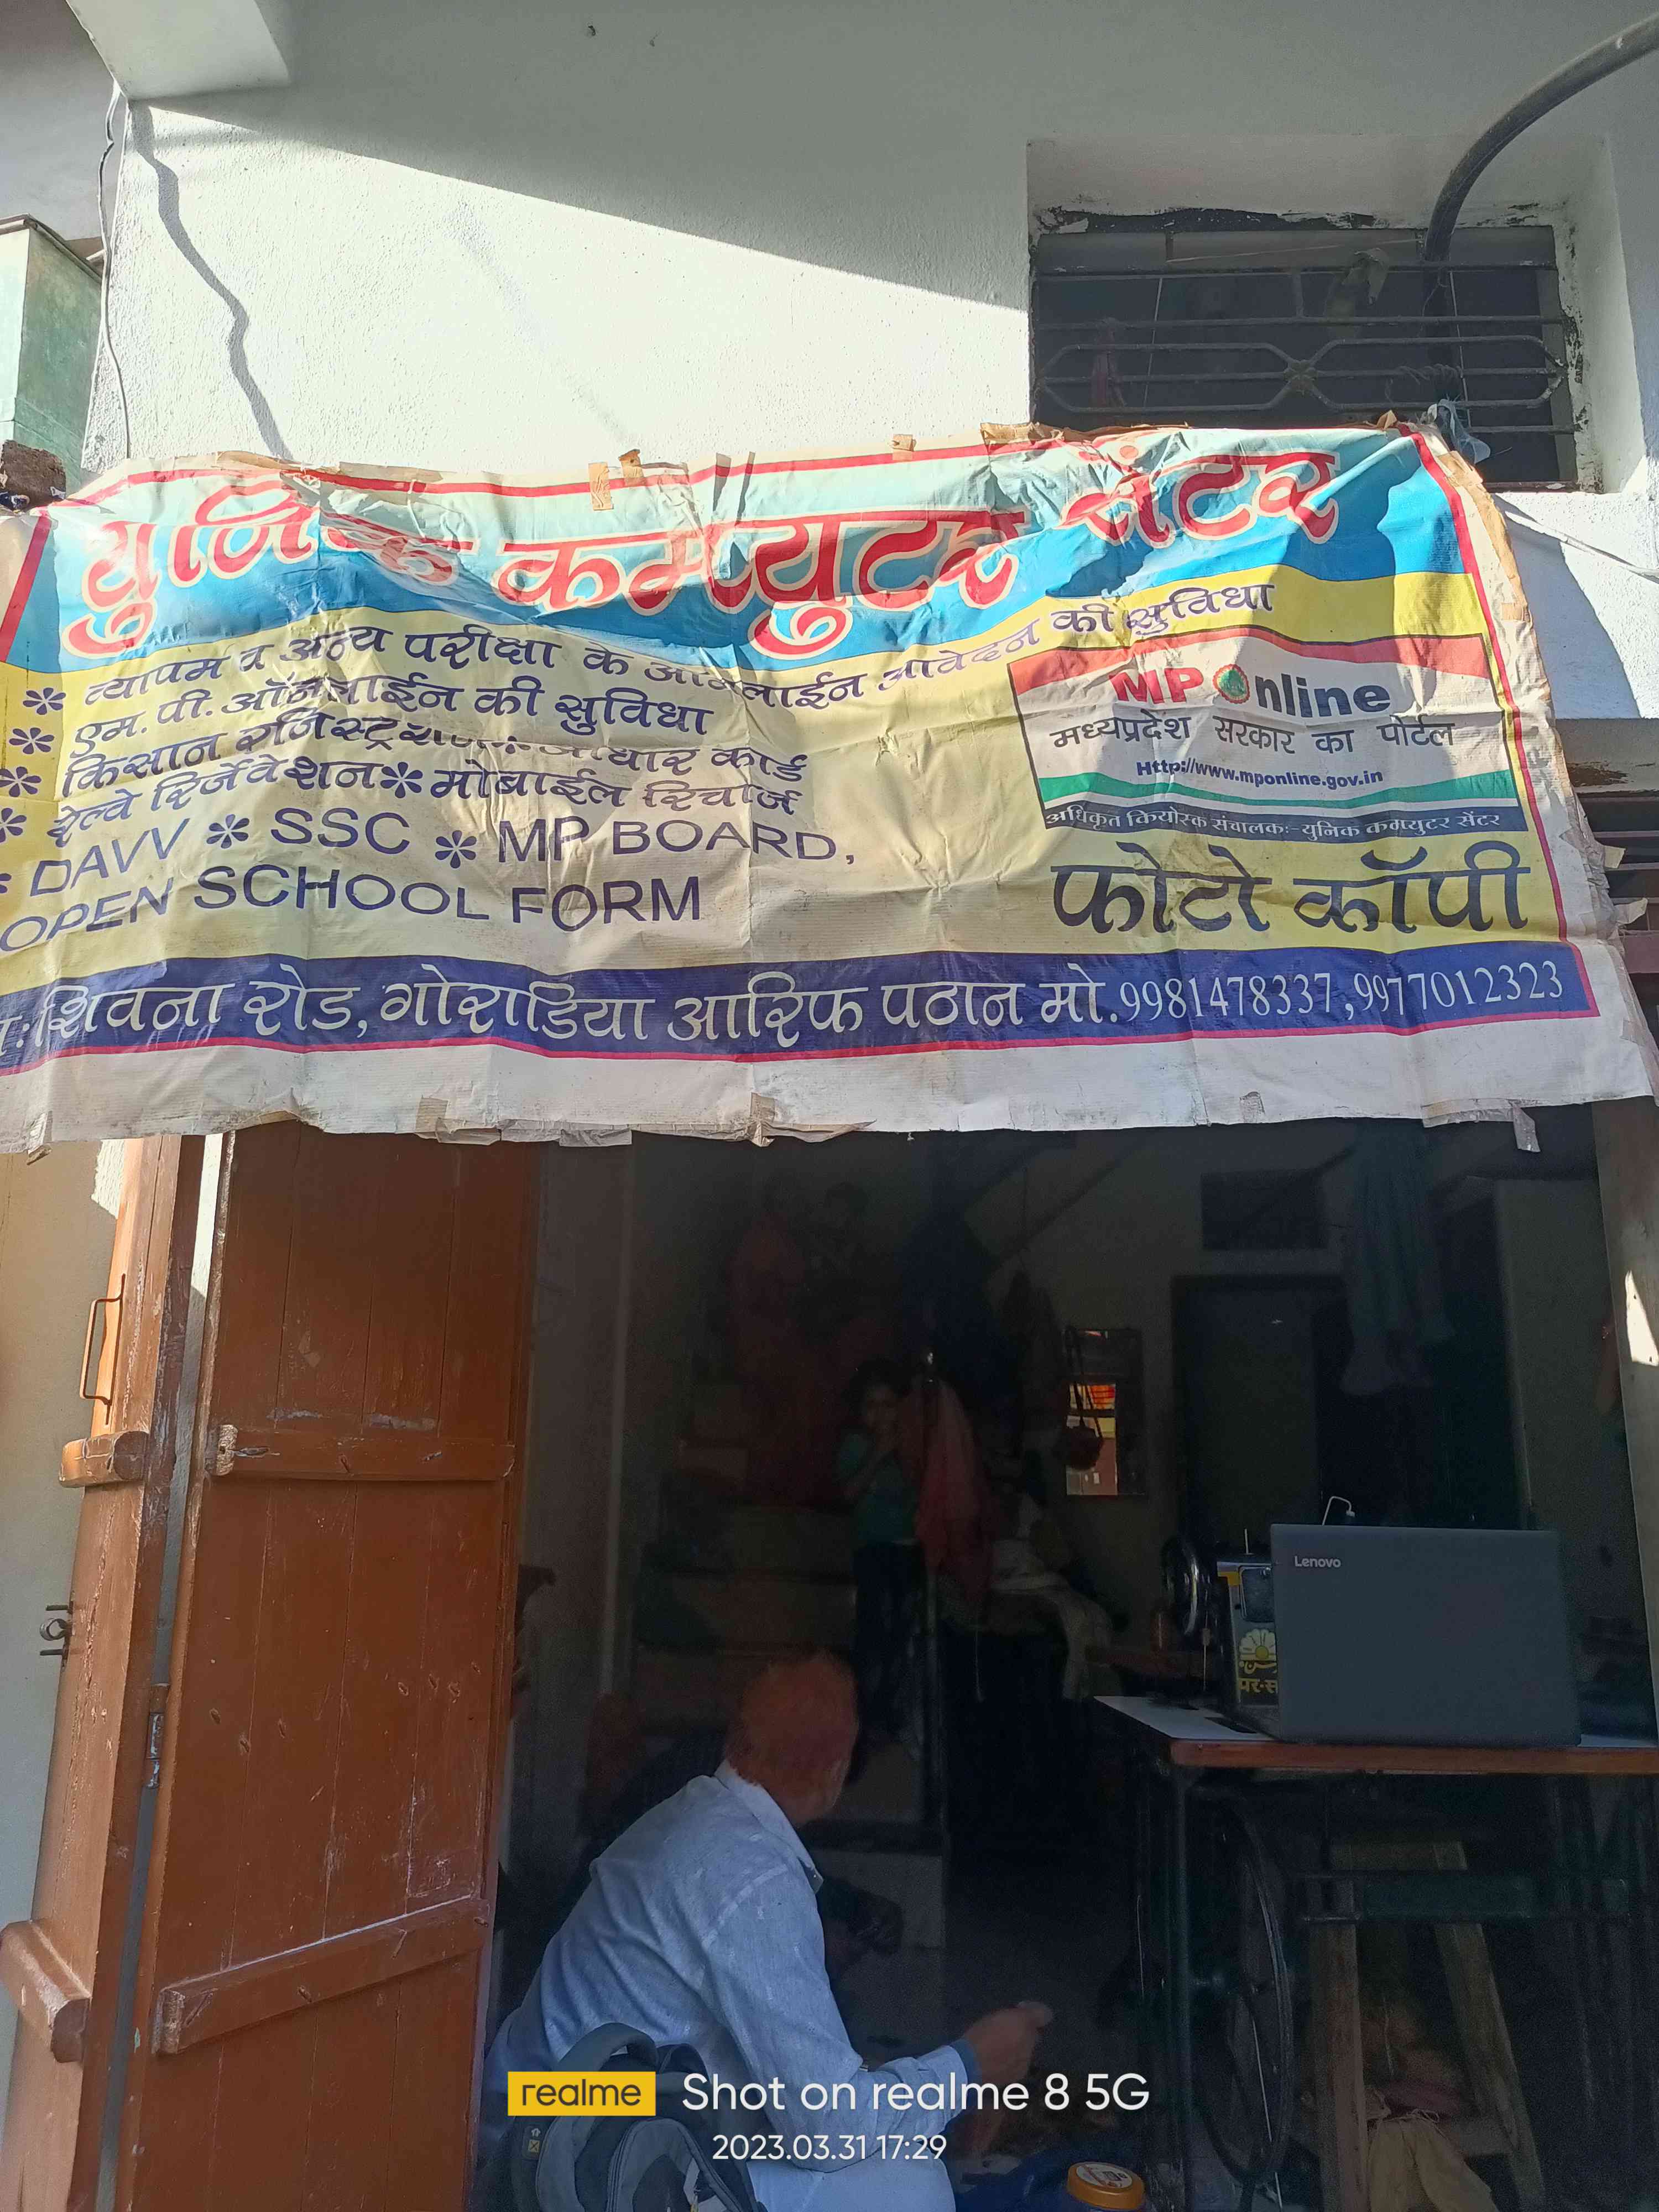 युनिक कम्प्युटर सेंटर
* व्यापम व अन्य परीक्षा के ऑनलाईन आवेदन की सुविधा
* एम. पी. ऑनलाईन की सुविधा
* किसान रजिस्ट्रेशन * आधार कार्ड
* रेल्वे रिर्जेवेशन * मोबाईल रिचार्ज
* DAVV * SSC * MP BOARD,
OPEN SCHOOL FORM
MPOnline
मध्यप्रदेश सरकार का पोर्टल
Http://www.mponline.gov.in
अधिकृत कियोस्क संचालकः- युनिक कम्प्युटर सेंटर
फोटो कॉपी
शिवना रोड, गोराडिया आरिफ पठान मो. 9981478337, 9977012323
Lenovo
realme Shot on realme 8 5G
2023.03.31 17:29